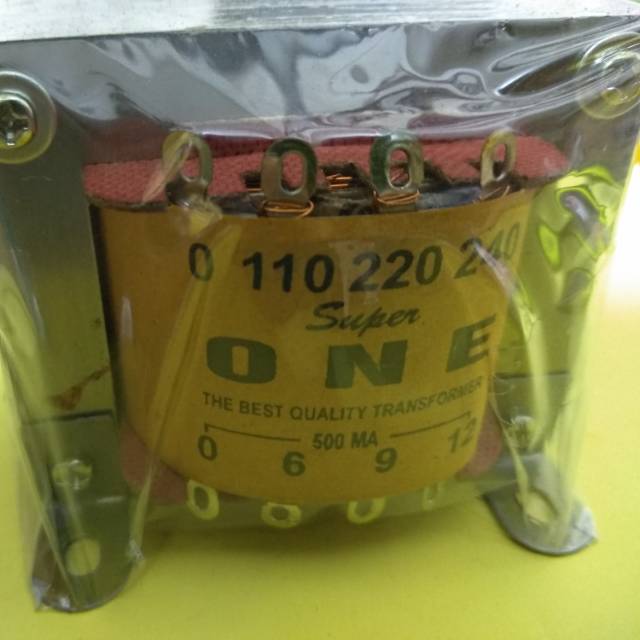 0 110 220 240
Super
ONE
THE BEST QUALITY TRANSFORMER
500 MA
0 6 9 12